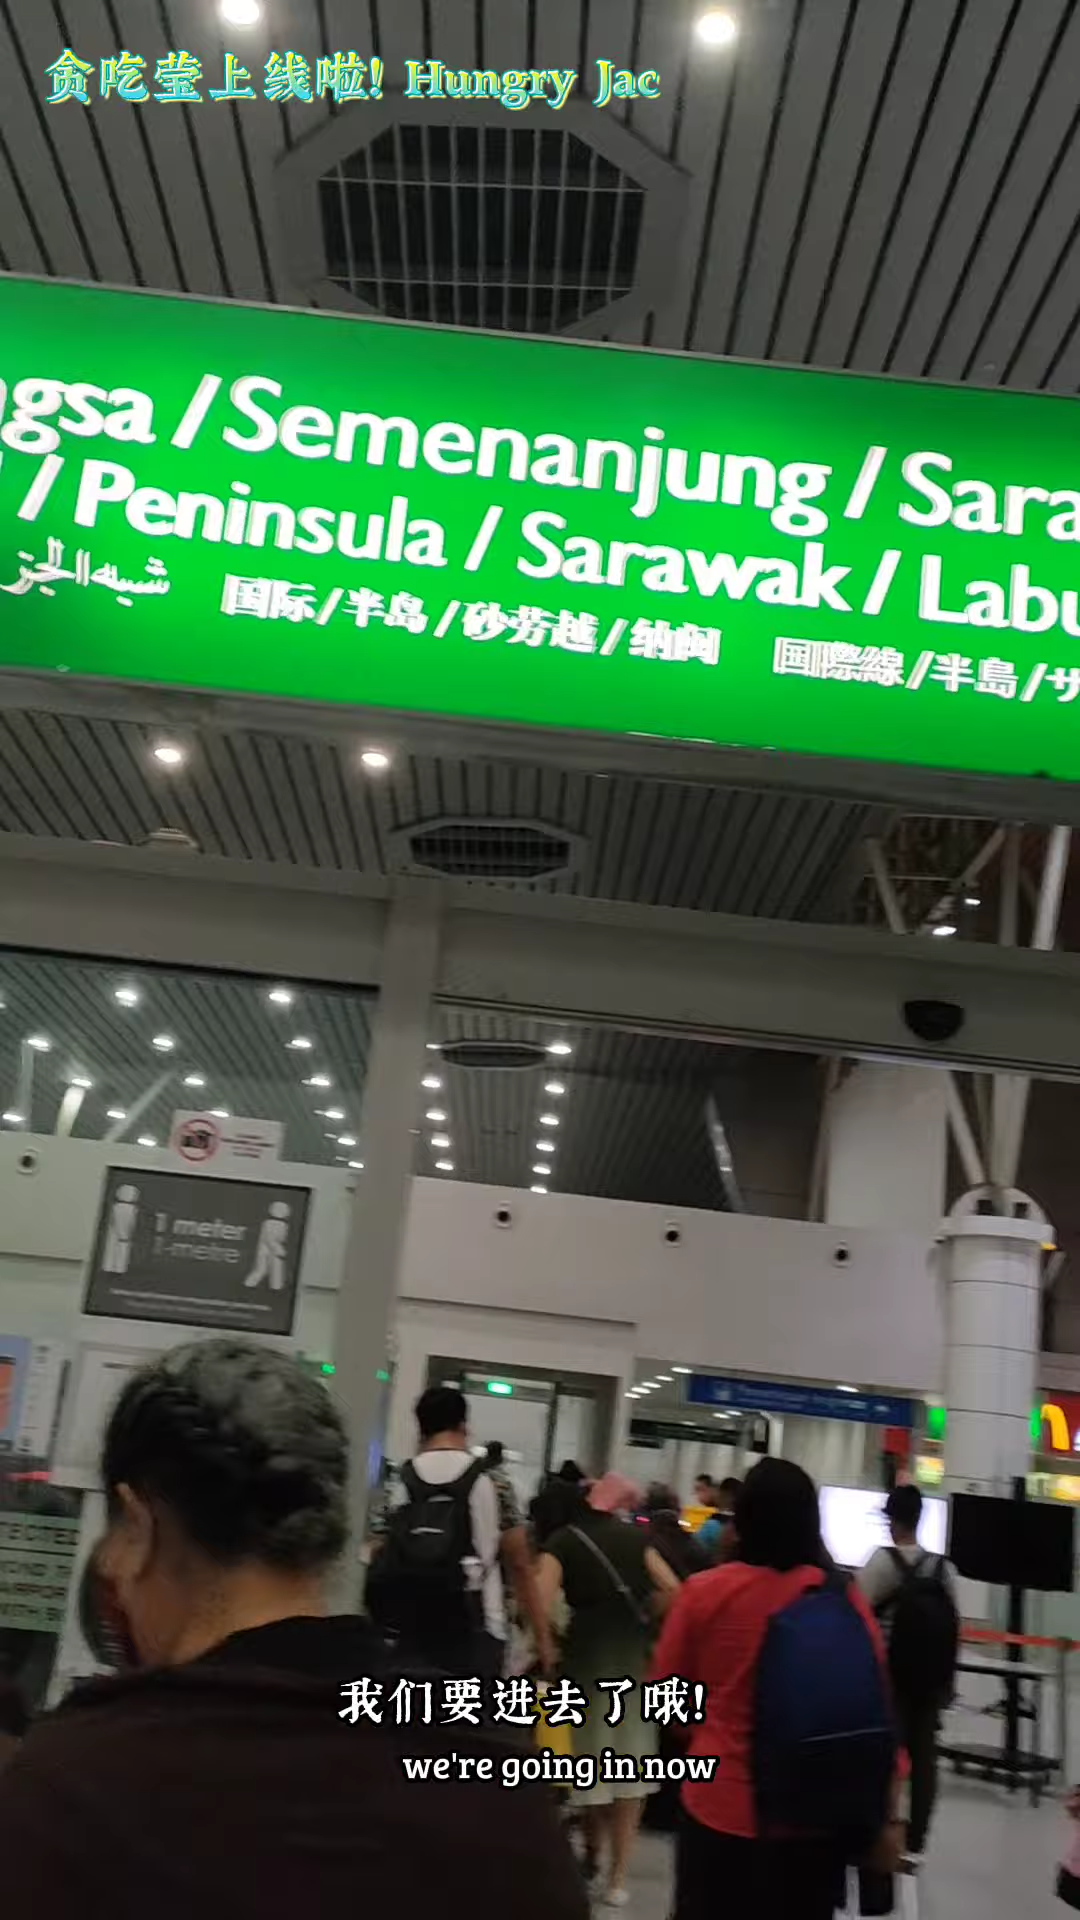 贪吃莹上线啦! Hungry Jac
gsa / Semenanjung / Sara
/ Peninsula / Sarawak / Labu
国际 / 半岛 / 砂劳越 / 纳闽 国際線 / 半島 / サ
1 meter
1-metre
我们要进去了哦!
we're going in now